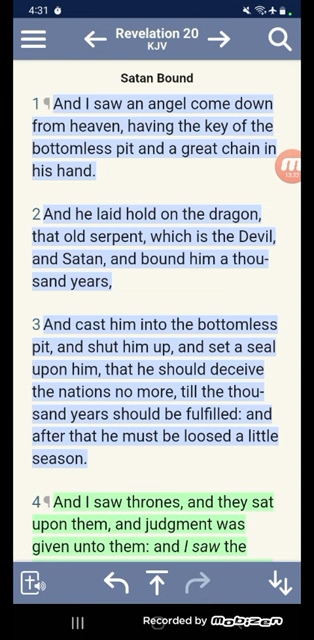 4:31
Revelation 20
KJV
Satan Bound
1 ¶ And I saw an angel come down
from heaven, having the key of the
bottomless pit and a great chain in
his hand.
2 And he laid hold on the dragon,
that old serpent, which is the Devil,
and Satan, and bound him a thou-
sand years,
3 And cast him into the bottomless
pit, and shut him up, and set a seal
upon him, that he should deceive
the nations no more, till the thou-
sand years should be fulfilled: and
after that he must be loosed a little
season.
4 ¶ And I saw thrones, and they sat
upon them, and judgment was
given unto them: and I saw the
Recorded by mobizen